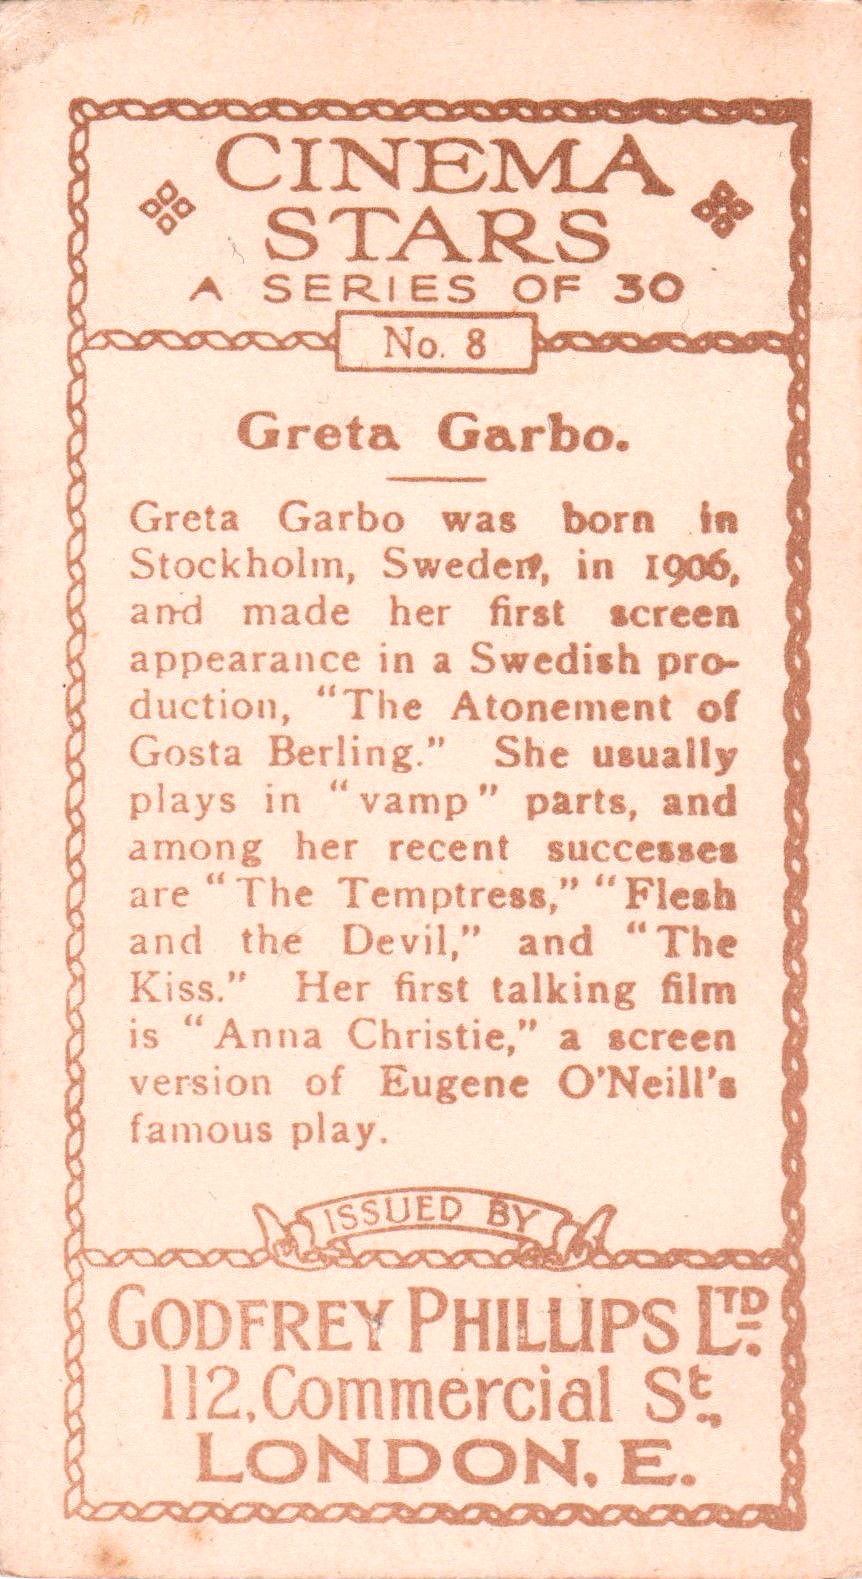 CINEMA
STARS
A SERIES OF 30
No. 8
Greta Garbo.
Greta Garbo was born in
Stockholm, Sweden, in 1906,
and made her first screen
appearance in a Swedish pro-
duction, "The Atonement of
Gosta Berling." She usually
plays in "vamp" parts, and
among her recent successes
are "The Temptress," "Flesh
and the Devil," and "The
Kiss." Her first talking film
is "Anna Christie," a screen
version of Eugene O'Neill's
famous play.
ISSUED BY
GODFREY PHILLIPS LTD.
112, Commercial St.,
LONDON. E.